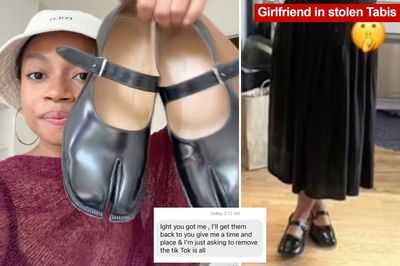 Girlfriend in stolen Tabis
Today 3:12 AM
Ight you got me , I'll get them
back to you give me a time and
place & I'm just asking to remove
the tik Tok is all